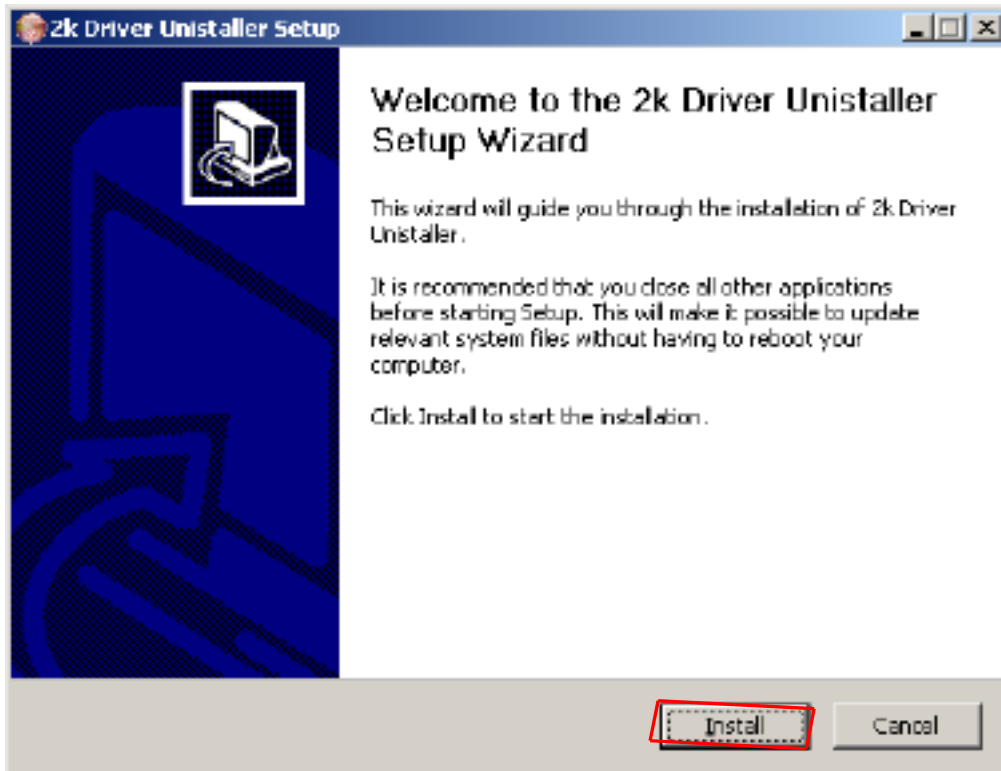 2k Driver Unistaller Setup
Welcome to the 2k Driver Unistaller
Setup Wizard
This wizard will guide you through the installation of 2k Driver
Unistaller.
It is recommended that you close all other applications
before starting Setup. This will make it possible to update
relevant system files without having to reboot your
computer.
Click Install to start the installation.
Install
Cancel